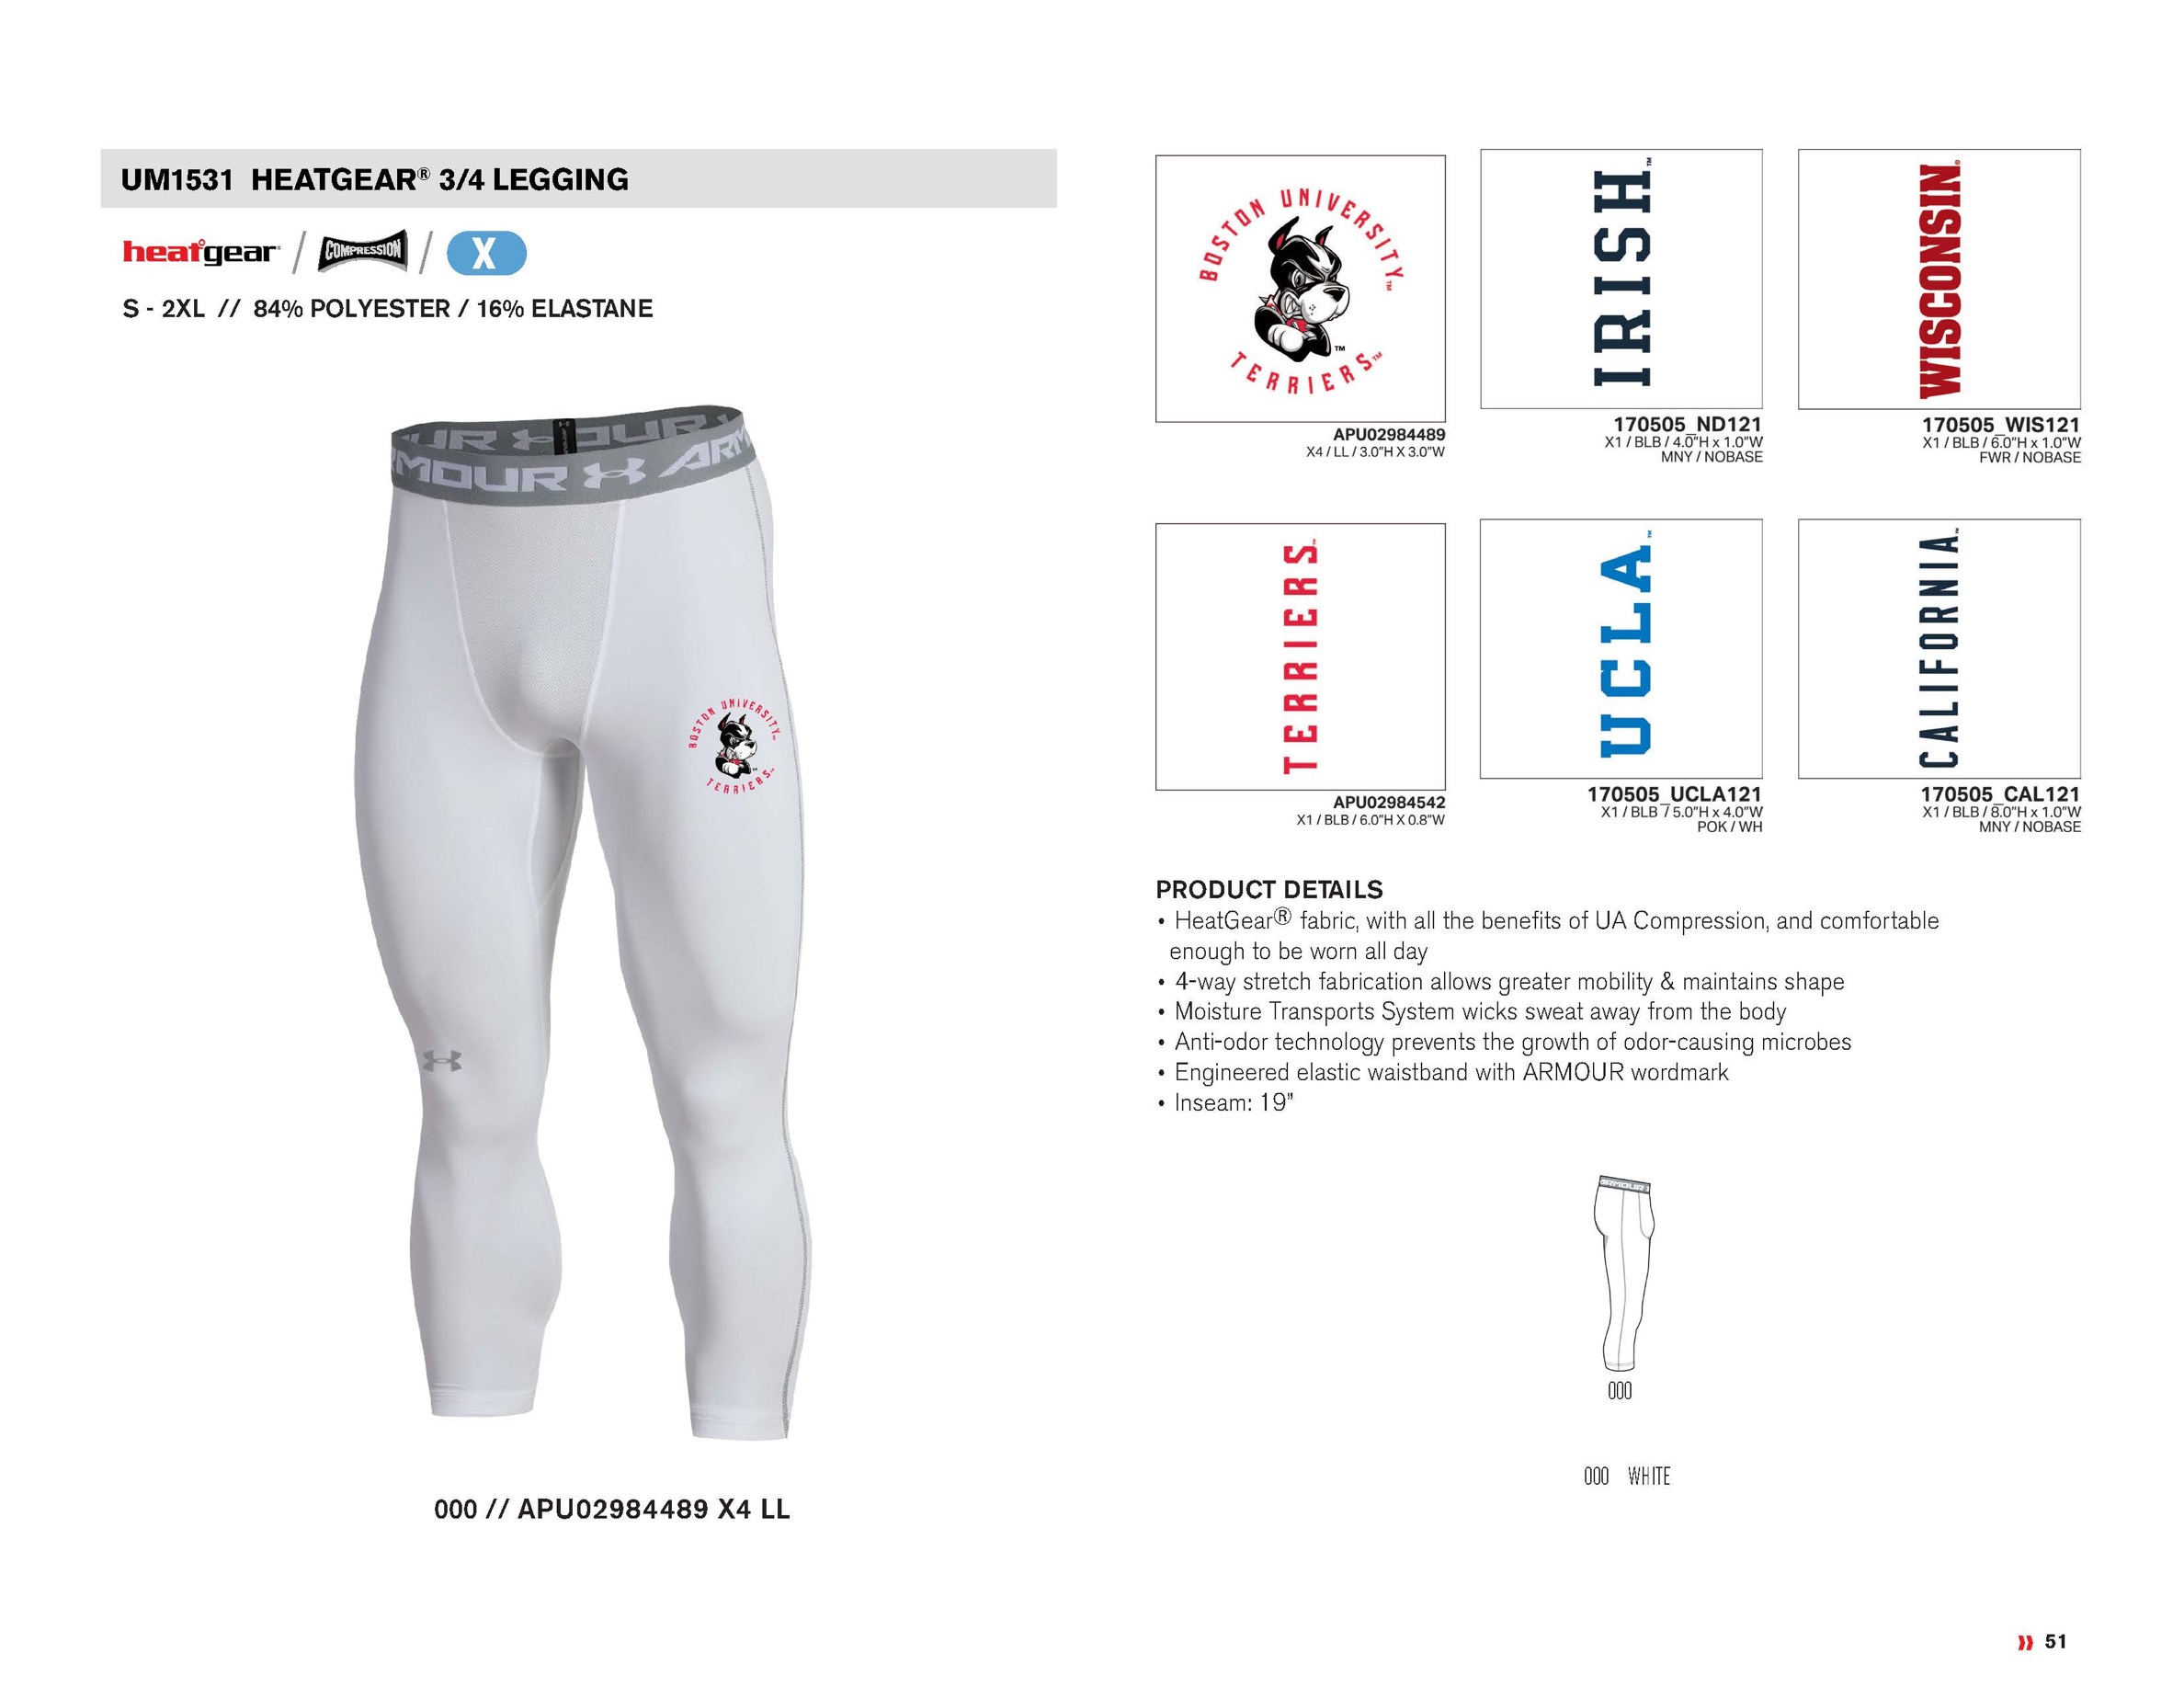 UM1531 HEATGEAR® 3/4 LEGGING
heatgear / COMPRESSION / X
S - 2XL // 84% POLYESTER / 16% ELASTANE
UR OUR
RMOUR ARM
BOSTON UNIVERSITY™
TERRIERS™
000 // APU02984489 X4 LL
BOSTON UNIVERSITY™
™
TERRIERS™
APU02984489
X4 / LL / 3.0"H X 3.0"W
IRISH™
170505_ND121
X1 / BLB / 4.0"H x 1.0"W
MNY / NOBASE
WISCONSIN®
170505_WIS121
X1 / BLB / 6.0"H x 1.0"W
FWR / NOBASE
TERRIERS™
APU02984542
X1 / BLB / 6.0"H X 0.8"W
UCLA™
170505_UCLA121
X1 / BLB / 5.0"H x 4.0"W
POK / WH
CALIFORNIA™
170505_CAL121
X1 / BLB / 8.0"H x 1.0"W
MNY / NOBASE
PRODUCT DETAILS
• HeatGear® fabric, with all the benefits of UA Compression, and comfortable
enough to be worn all day
• 4-way stretch fabrication allows greater mobility & maintains shape
• Moisture Transports System wicks sweat away from the body
• Anti-odor technology prevents the growth of odor-causing microbes
• Engineered elastic waistband with ARMOUR wordmark
• Inseam: 19"
ARMOUR
000
000 WHITE
51